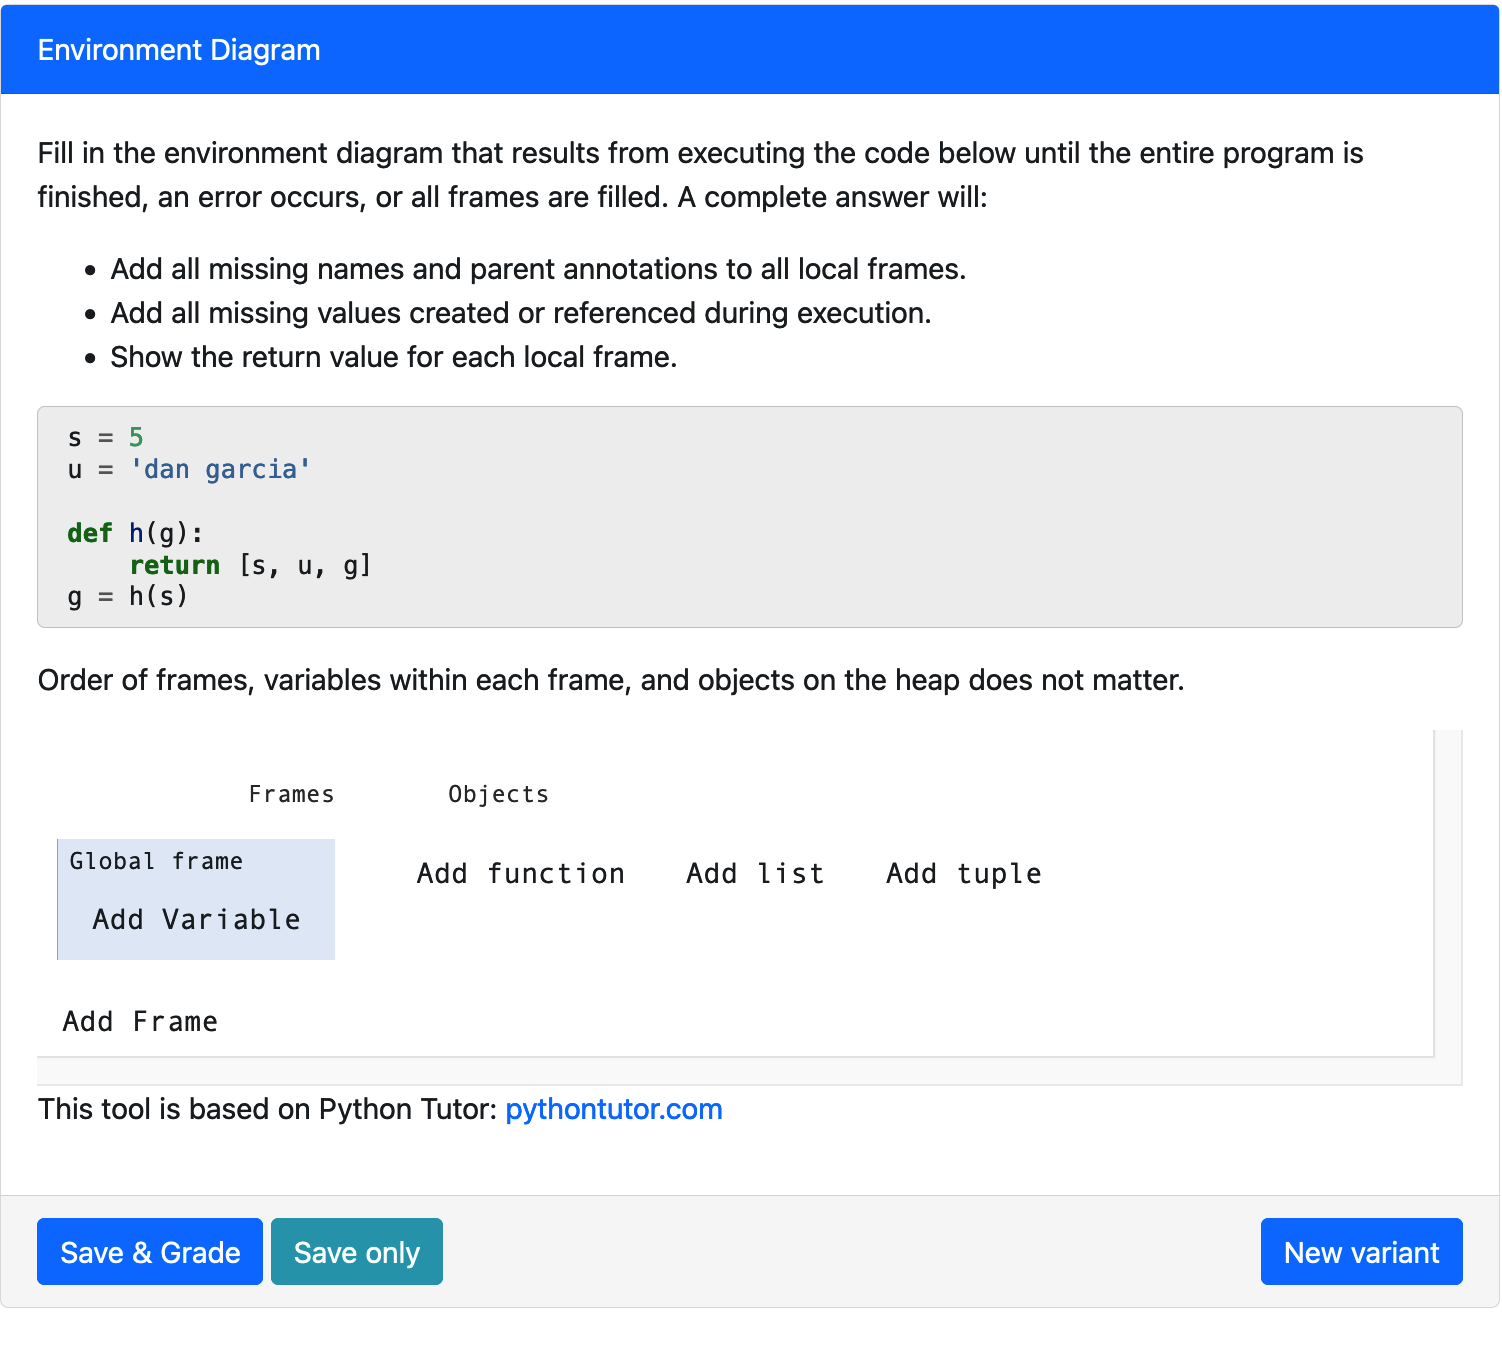 Environment Diagram
Fill in the environment diagram that results from executing the code below until the entire program is
finished, an error occurs, or all frames are filled. A complete answer will:
• Add all missing names and parent annotations to all local frames.
• Add all missing values created or referenced during execution.
• Show the return value for each local frame.
s = 5
u = 'dan garcia'
def h(g):
    return [s, u, g]
g = h(s)
Order of frames, variables within each frame, and objects on the heap does not matter.
Frames Objects
Global frame
Add function Add list Add tuple
Add Variable
Add Frame
This tool is based on Python Tutor: pythontutor.com
Save & Grade Save only New variant